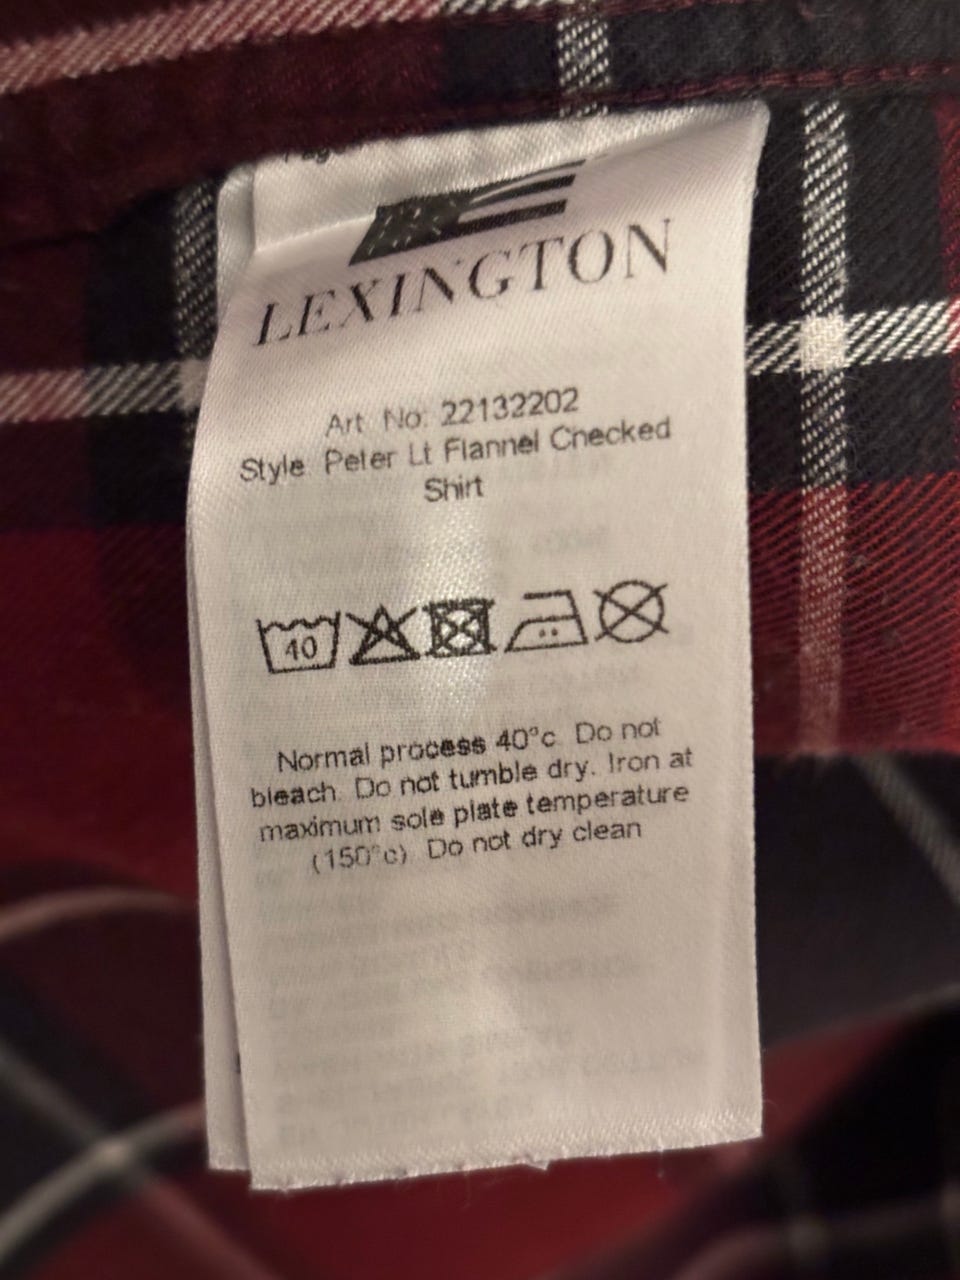 LEXINGTON
Art. No: 22132202
Style: Peter Lt Flannel Checked
Shirt
40
Normal process 40°c. Do not
bleach. Do not tumble dry. Iron at
maximum sole plate temperature
(150°c). Do not dry clean